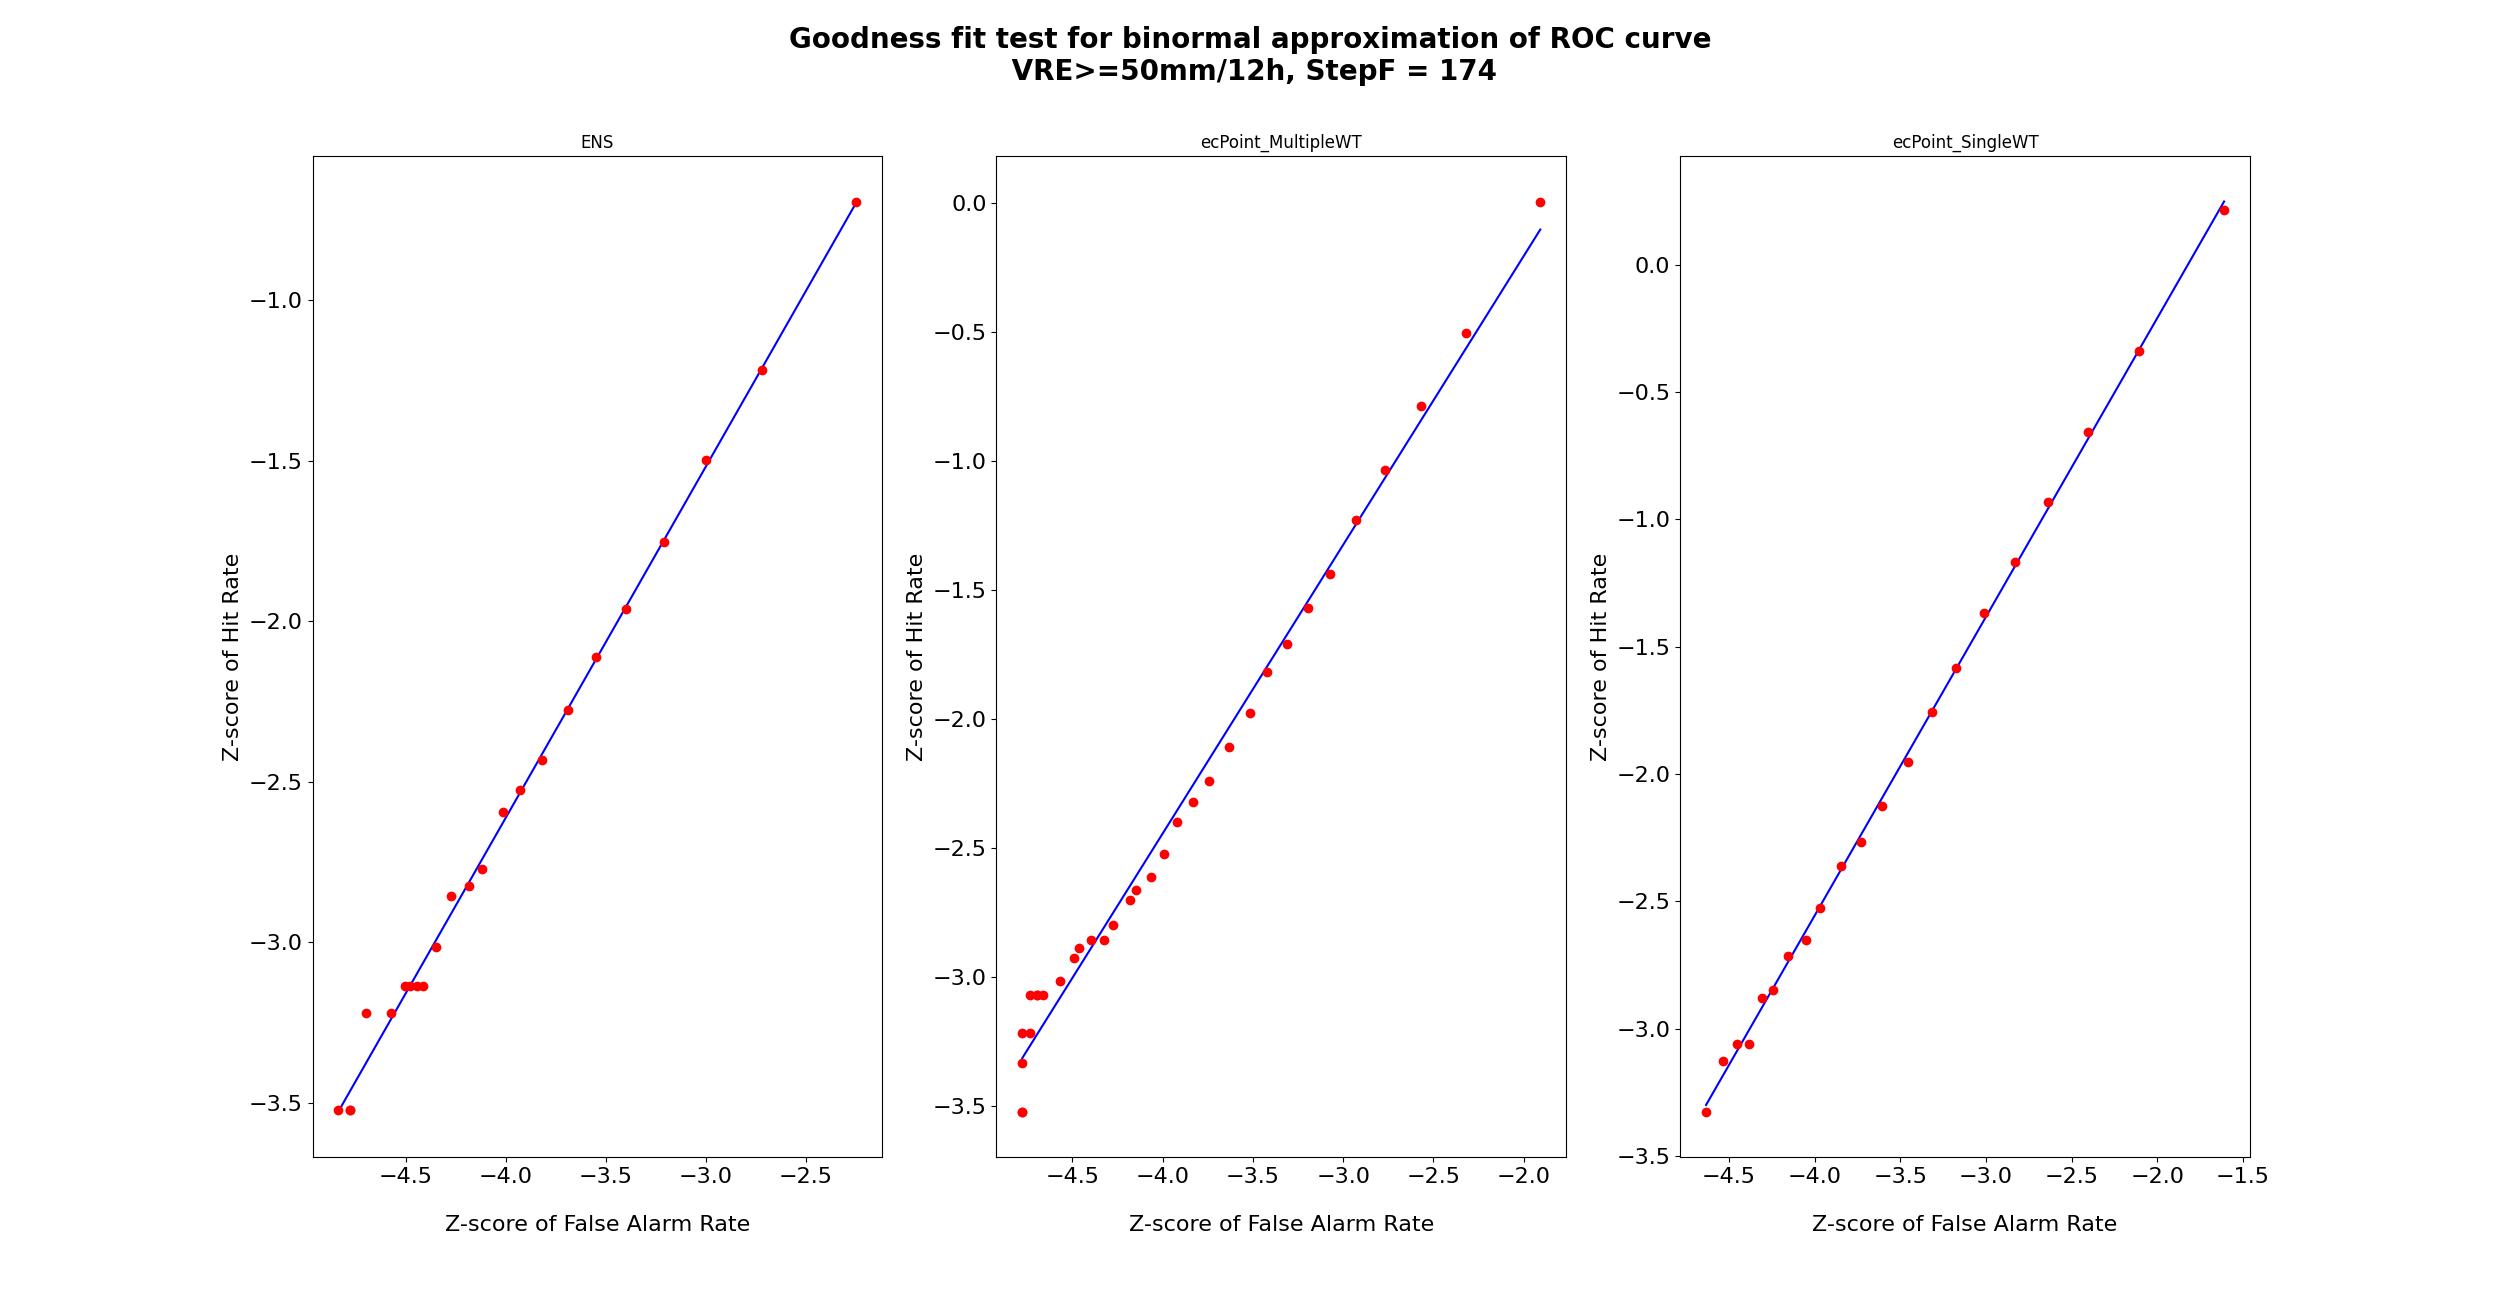 Goodness fit test for binormal approximation of ROC curve
VRE>=50mm/12h, StepF = 174
ENS
Z-score of Hit Rate
−1.0
−1.5
−2.0
−2.5
−3.0
−3.5
−4.5 −4.0 −3.5 −3.0 −2.5
Z-score of False Alarm Rate
ecPoint_MultipleWT
Z-score of Hit Rate
0.0
−0.5
−1.0
−1.5
−2.0
−2.5
−3.0
−3.5
−4.5 −4.0 −3.5 −3.0 −2.5 −2.0
Z-score of False Alarm Rate
ecPoint_SingleWT
Z-score of Hit Rate
0.0
−0.5
−1.0
−1.5
−2.0
−2.5
−3.0
−3.5
−4.5 −4.0 −3.5 −3.0 −2.5 −2.0 −1.5
Z-score of False Alarm Rate